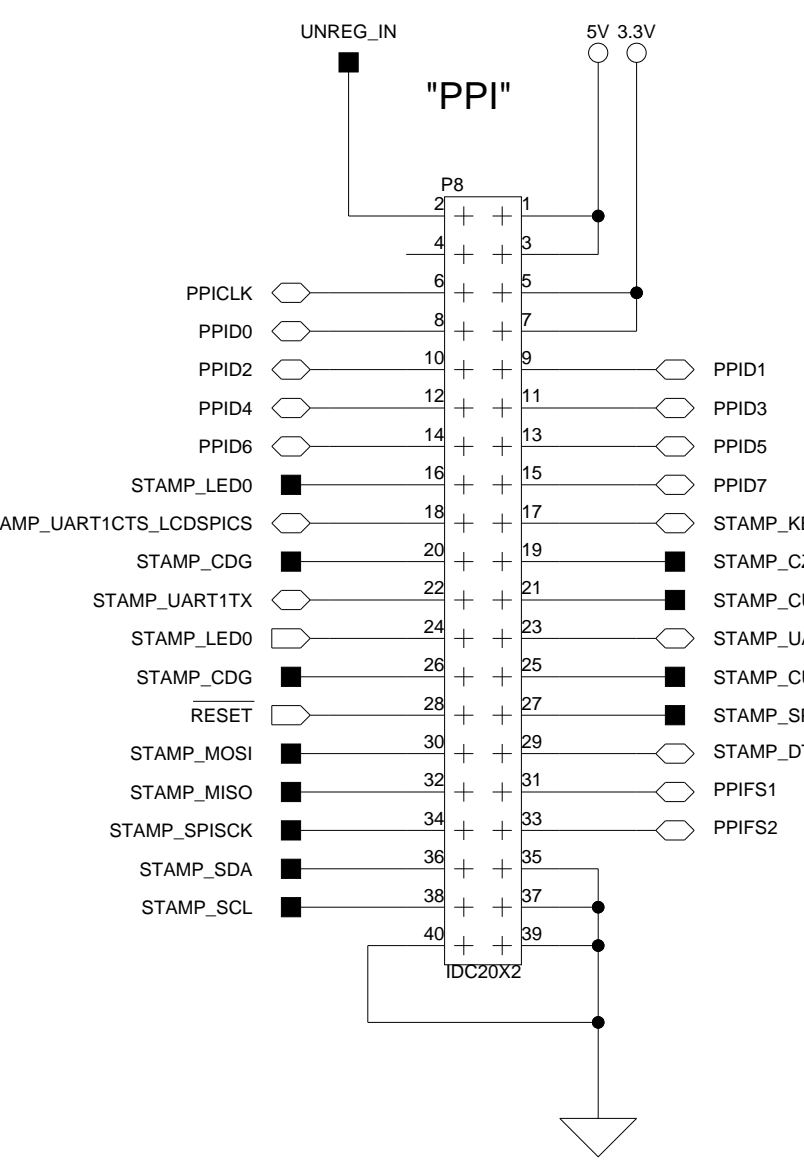 UNREG_IN
5V 3.3V
"PPI"
P8
2 1
4 3
PPICLK 6 5
PPID0 8 7
PPID2 10 9 PPID1
PPID4 12 11 PPID3
PPID6 14 13 PPID5
STAMP_LED0 16 15 PPID7
AMP_UART1CTS_LCDSPICS 18 17
STAMP_CDG 20 19
STAMP_UART1TX 22 21
STAMP_LED0 24 23
STAMP_CDG 26 25
RESET 28 27
STAMP_MOSI 30 29
STAMP_MISO 32 31 PPIFS1
STAMP_SPISCK 34 33 PPIFS2
STAMP_SDA 36 35
STAMP_SCL 38 37
40 39
IDC20X2